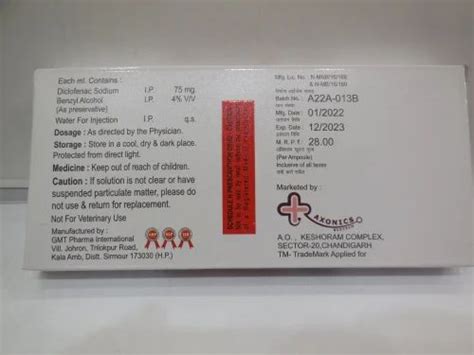 Each ml. Contains :
Diclofenac Sodium I.P. 75 mg
Benzyl Alcohol I.P. 4% V/V
(As preservative)
Water For Injection I.P. q.s.
Dosage : As directed by the Physician.
Storage : Store in a cool, dry & dark place.
Protected from direct light.
Medicine : Keep out of reach of children.
Caution : If solution is not clear or have
suspended particulate matter, please do
not use & return for replacement.
Not For Veterinary Use
Manufactured by :
GMT Pharma International
Vill. Johron, Trilokpur Road,
Kala Amb, Distt. Sirmour 173030 (H.P.)
Mfg. Lic. No.
Batch No.: A22A-013B
Mfg. Date: 01/2022
Exp. Date: 12/2023
M. R. P. ₹.: 28.00
(Per Ampoule)
Inclusive of all taxes
Marketed by :
AXONICS
A.O. , KESHORAM COMPLEX,
SECTOR-20,CHANDIGARH
TM- TradeMark Applied for